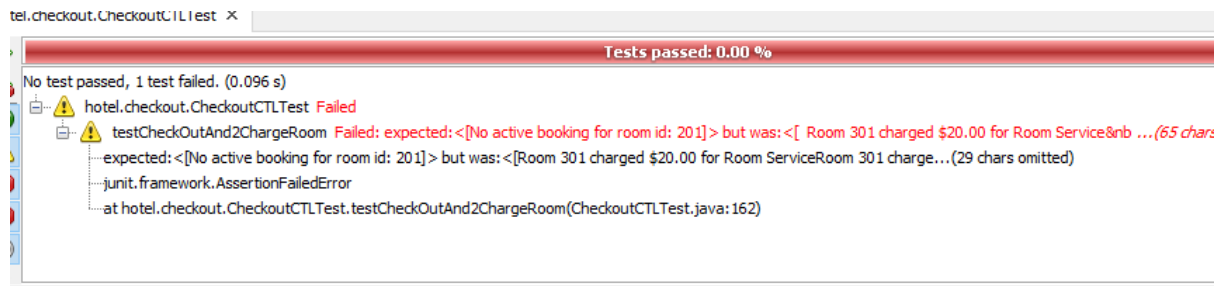 tel.checkout.CheckoutCTLTest ×
Tests passed: 0.00 %
No test passed, 1 test failed. (0.096 s)
hotel.checkout.CheckoutCTLTest Failed
testCheckOutAnd2ChargeRoom Failed: expected:<[No active booking for room id: 201]> but was:<[ Room 301 charged $20.00 for Room Service&nb ...(65 chars
expected:<[No active booking for room id: 201]> but was:<[Room 301 charged $20.00 for Room ServiceRoom 301 charge...(29 chars omitted)
junit.framework.AssertionFailedError
at hotel.checkout.CheckoutCTLTest.testCheckOutAnd2ChargeRoom(CheckoutCTLTest.java:162)